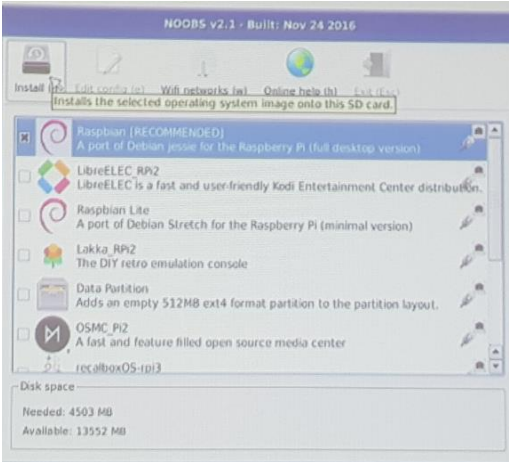 NOOBS v2.1 - Built: Nov 24 2016
Install (i) Edit config (e) Wifi networks (w) Online help (h) Exit (Esc)
Installs the selected operating system image onto this SD card.
Raspbian [RECOMMENDED]
A port of Debian jessie for the Raspberry Pi (full desktop version)
LibreELEC_RPi2
LibreELEC is a fast and user-friendly Kodi Entertainment Center distribution.
Raspbian Lite
A port of Debian Stretch for the Raspberry Pi (minimal version)
Lakka_RPi2
The DIY retro emulation console
Data Partition
Adds an empty 512MB ext4 format partition to the partition layout.
OSMC_Pi2
A fast and feature filled open source media center
recalboxOS-rpi3
Disk space
Needed: 4503 MB
Available: 13552 MB